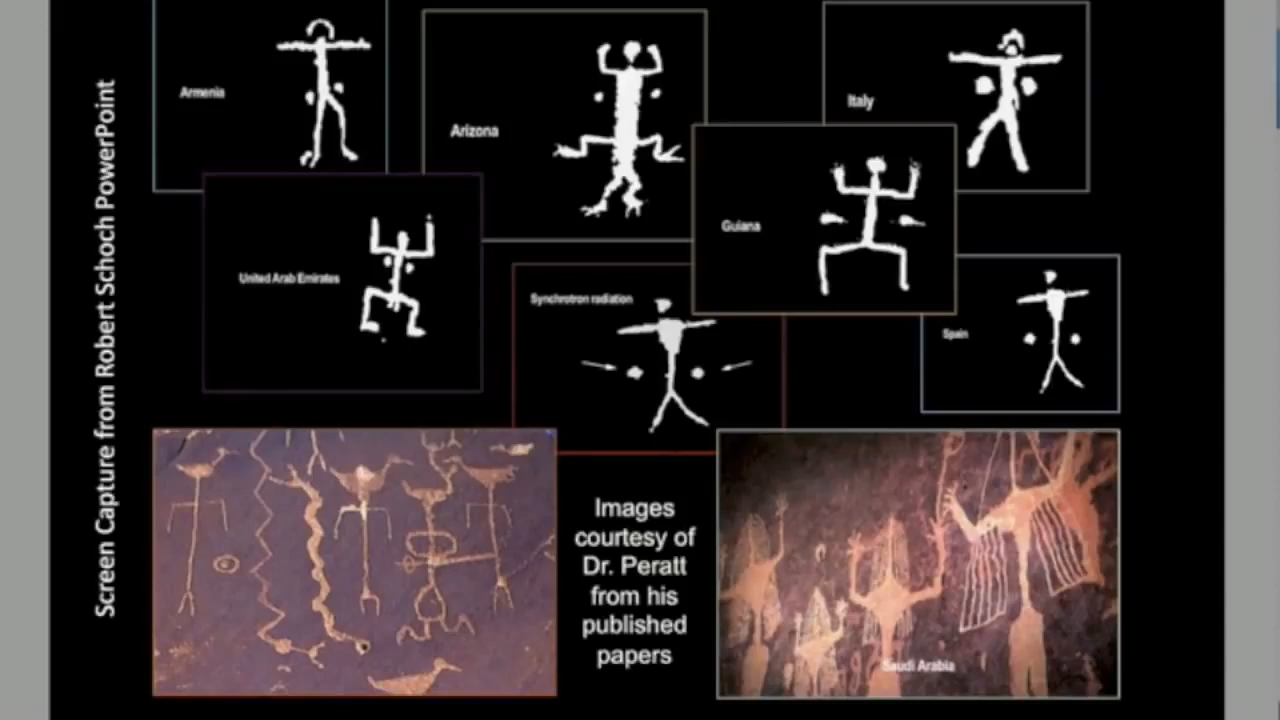 Screen Capture from Robert Schoch PowerPoint
Armenia
Arizona
Italy
United Arab Emirates
Guiana
Synchrotron radiation
Spain
Images
courtesy of
Dr. Peratt
from his
published
papers
Saudi Arabia